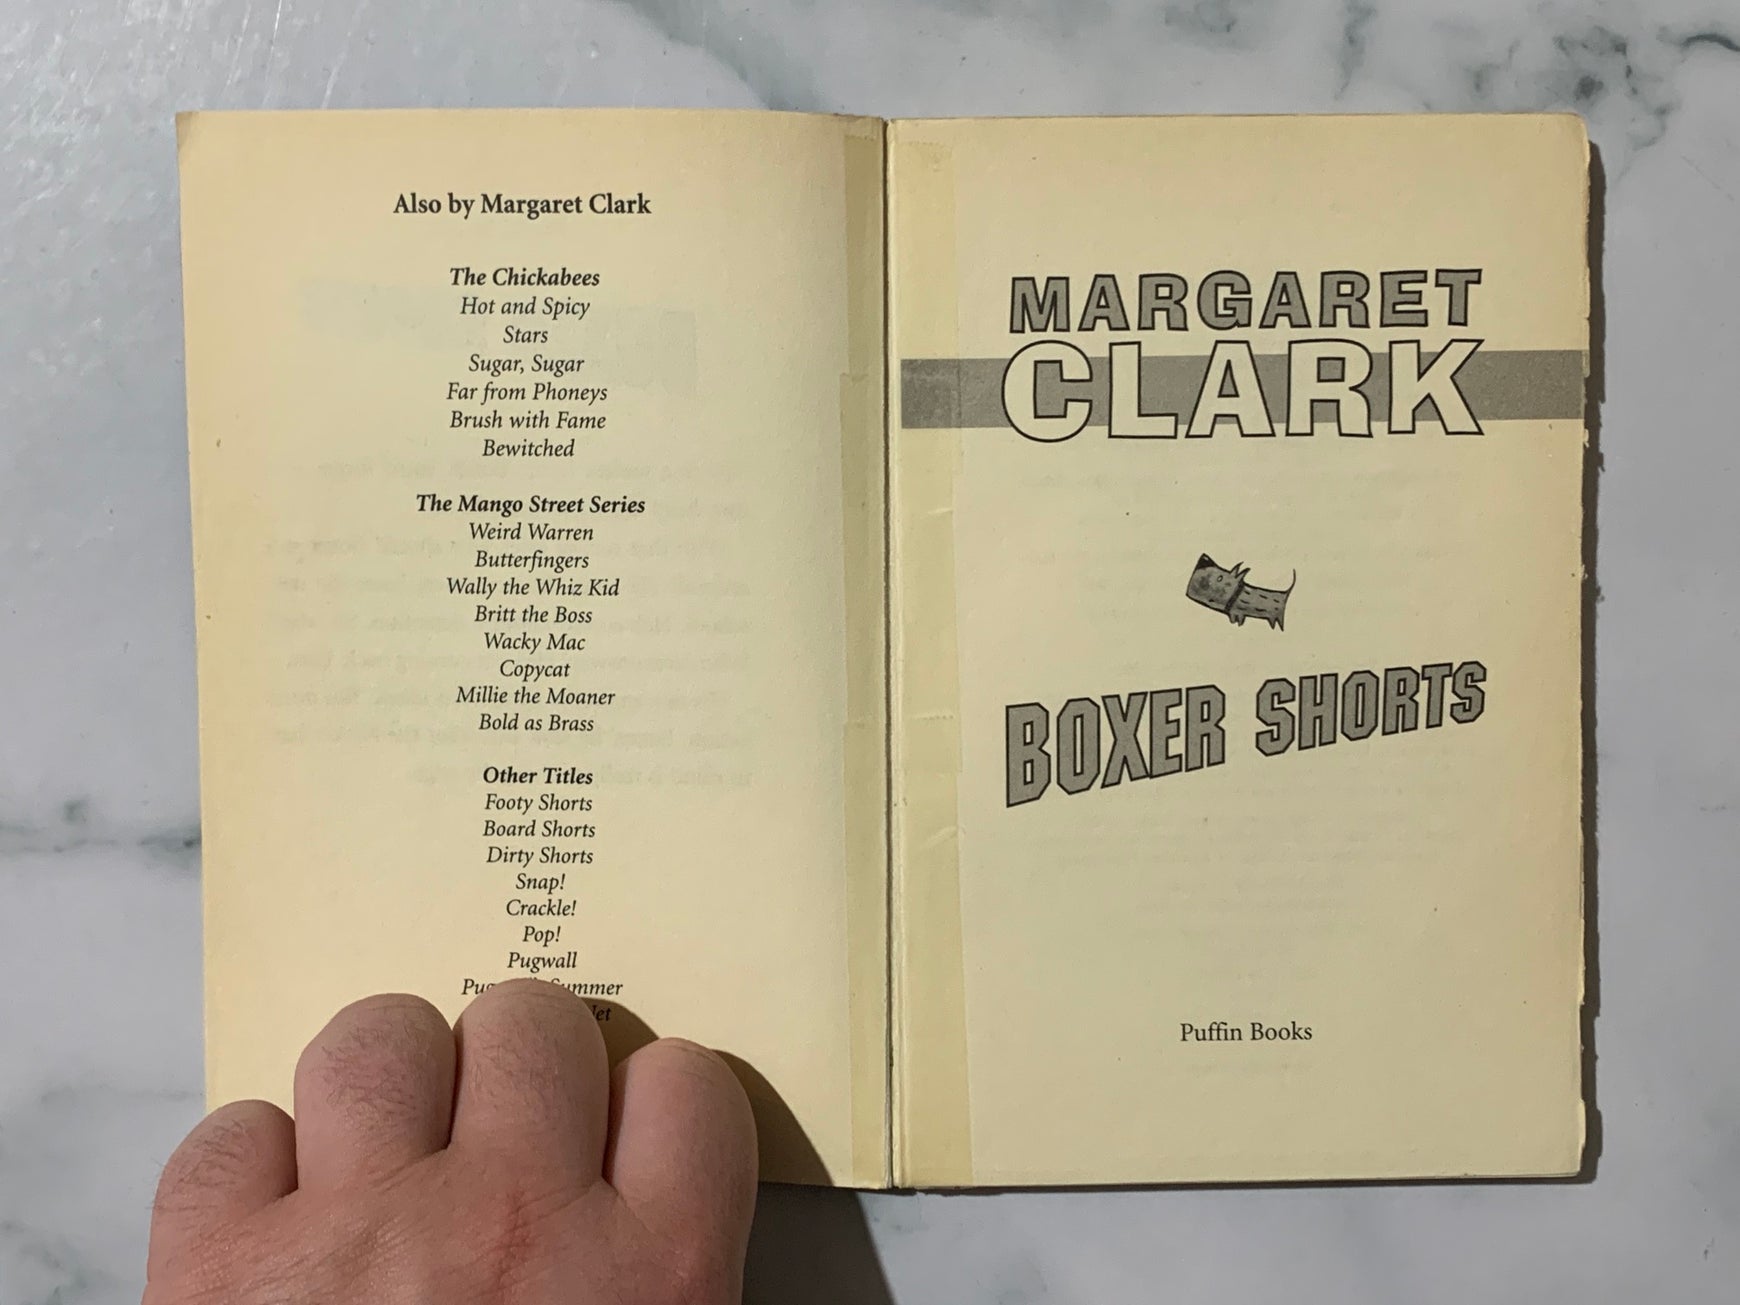 Also by Margaret Clark
The Chickabees
Hot and Spicy
Stars
Sugar, Sugar
Far from Phoneys
Brush with Fame
Bewitched
The Mango Street Series
Weird Warren
Butterfingers
Wally the Whiz Kid
Britt the Boss
Wacky Mac
Copycat
Millie the Moaner
Bold as Brass
Other Titles
Footy Shorts
Board Shorts
Dirty Shorts
Snap!
Crackle!
Pop!
Pugwall
Summer
MARGARET
CLARK
BOXER SHORTS
Puffin Books